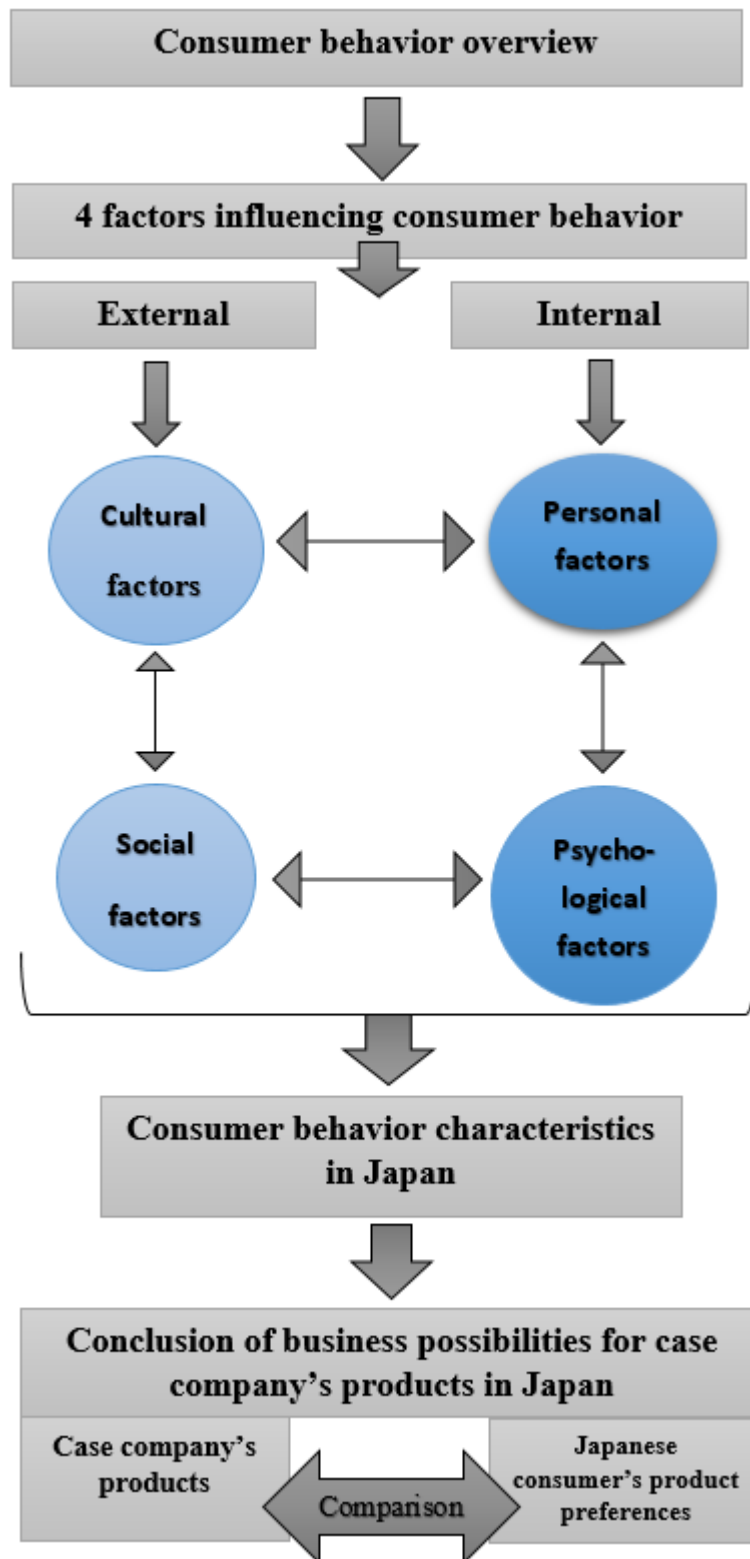 Consumer behavior overview
4 factors influencing consumer behavior
External
Internal
Cultural
factors
Personal
factors
Social
factors
Psycho-
logical
factors
Consumer behavior characteristics
in Japan
Conclusion of business possibilities for case
company’s products in Japan
Case company’s
products
Comparison
Japanese
consumer’s product
preferences